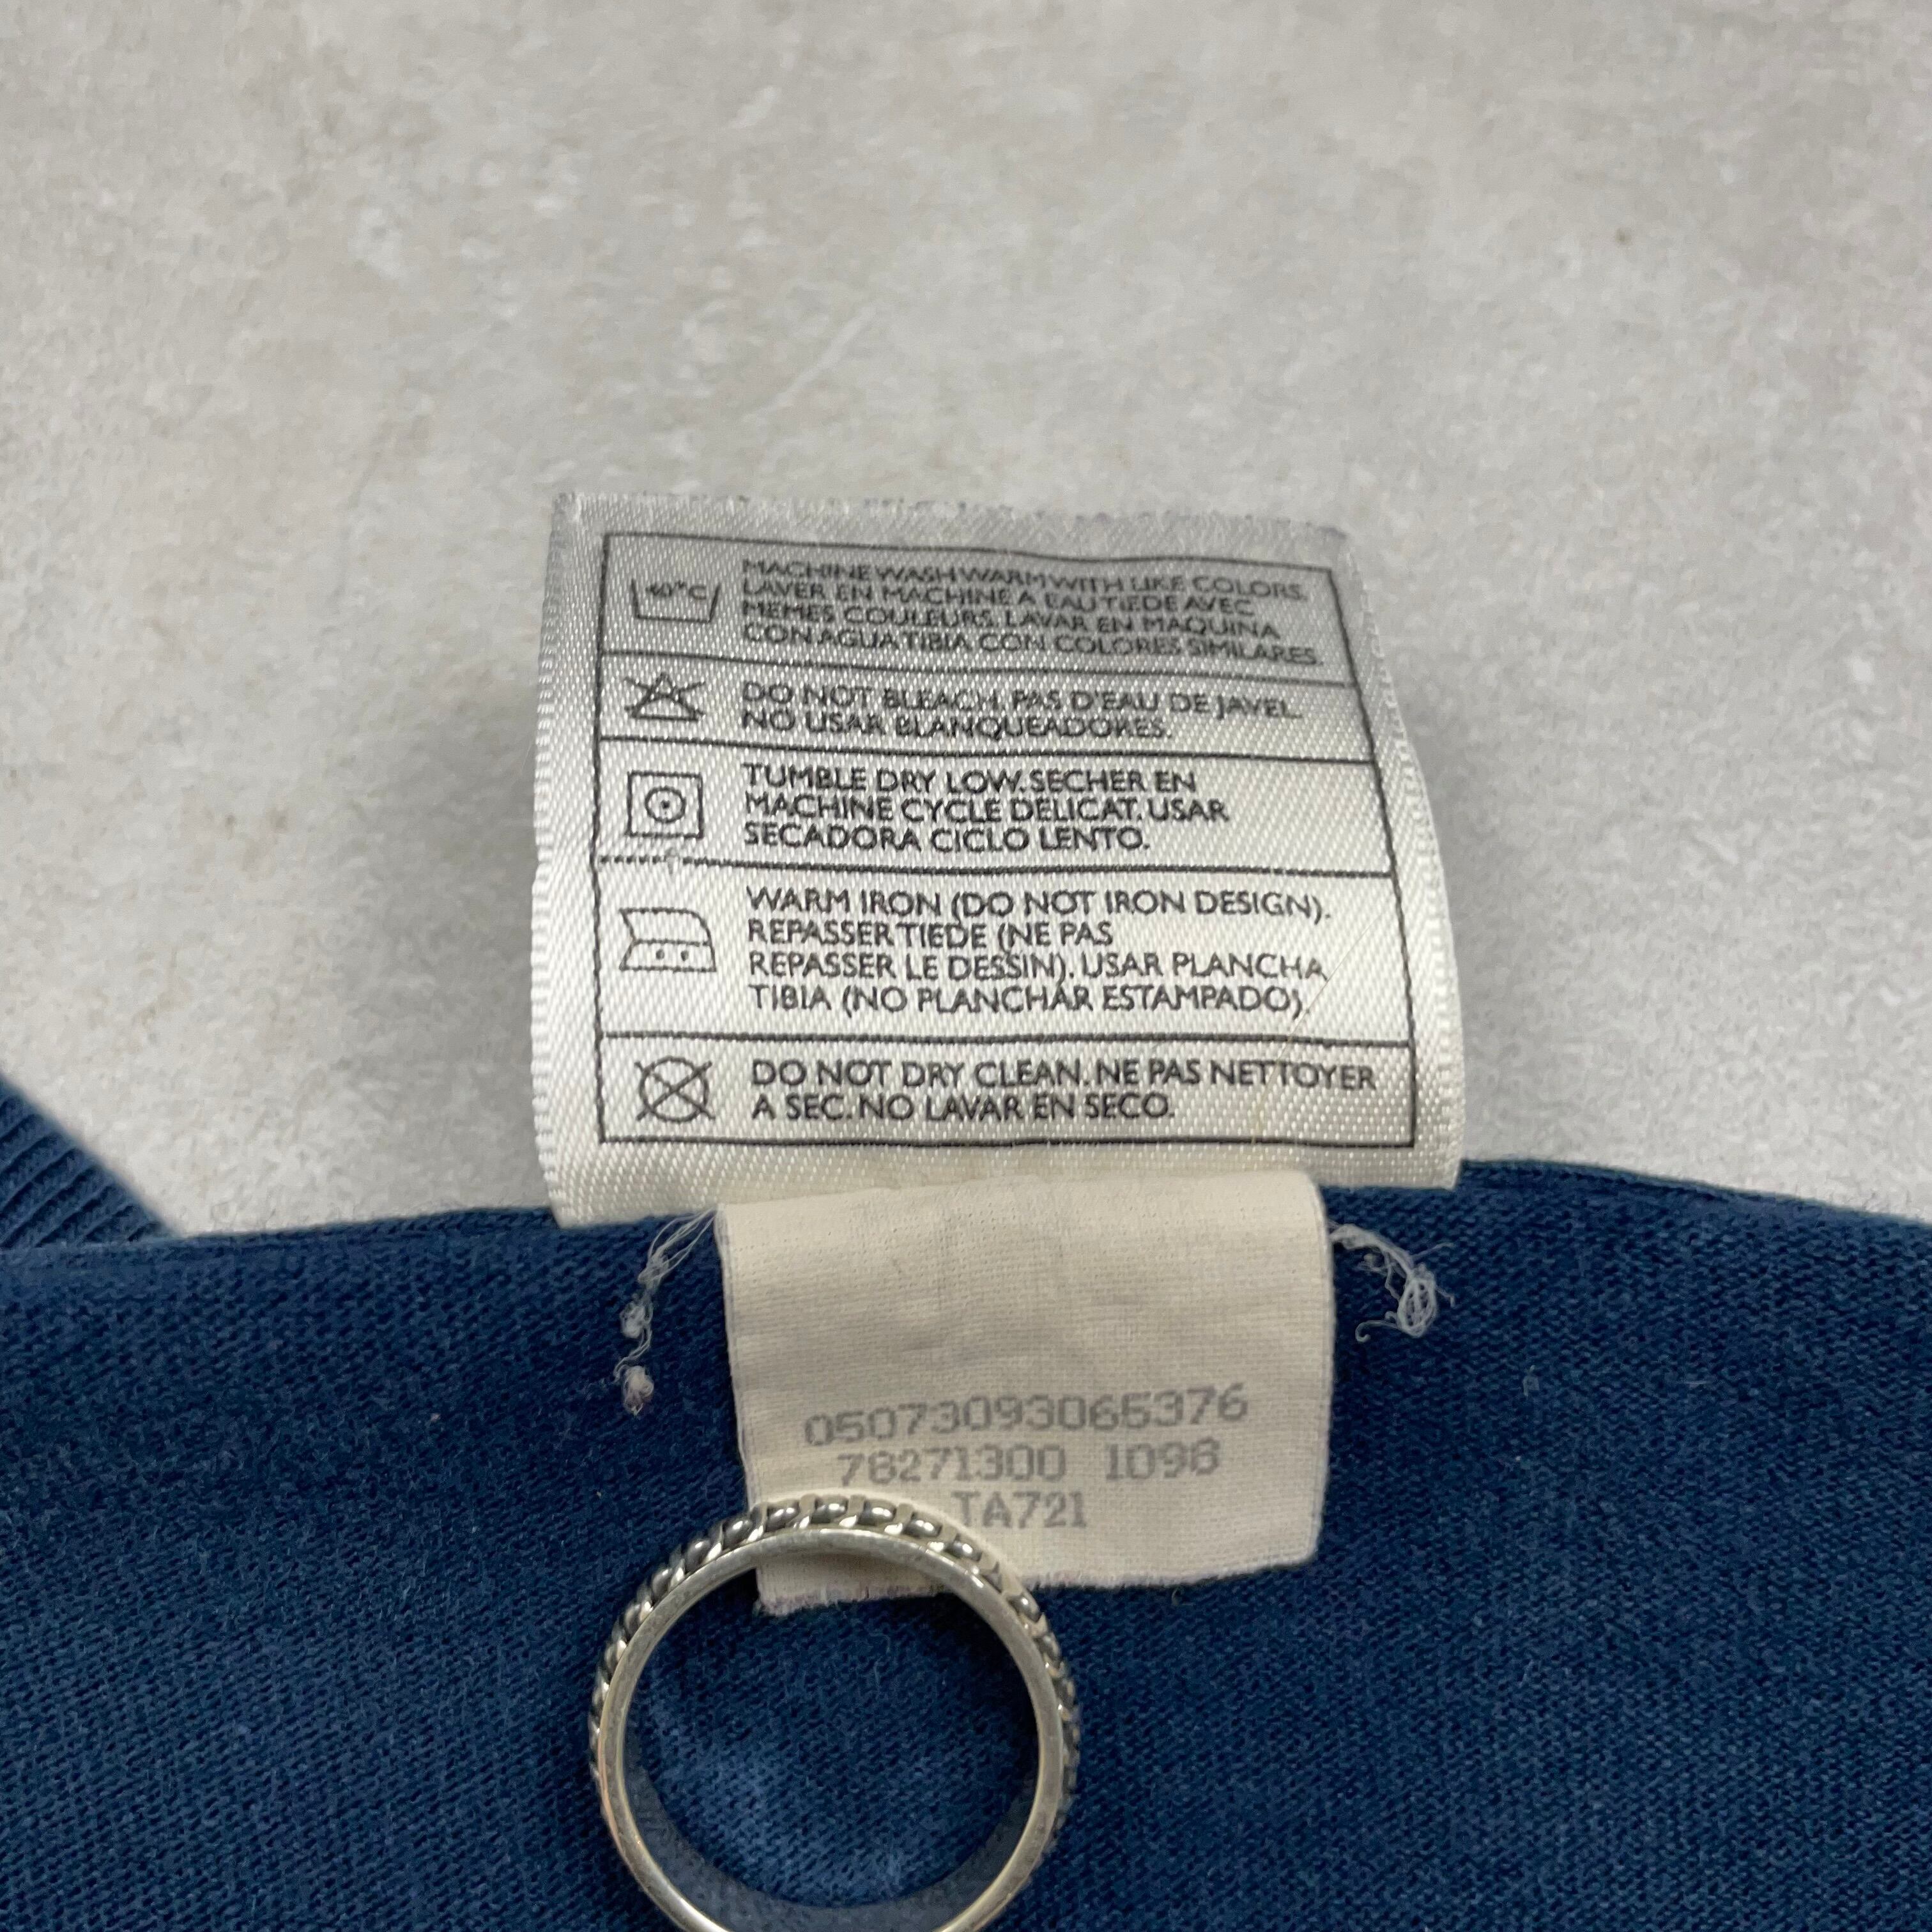 40°C
MACHINE WASH WARM WITH LIKE COLORS.
LAVER EN MACHINE A EAU TIEDE AVEC
MEMES COULEURS. LAVAR EN MAQUINA
CON AGUA TIBIA CON COLORES SIMILARES.
DO NOT BLEACH. PAS D'EAU DE JAVEL.
NO USAR BLANQUEADORES.
TUMBLE DRY LOW. SECHER EN
MACHINE CYCLE DELICAT. USAR
SECADORA CICLO LENTO.
WARM IRON (DO NOT IRON DESIGN).
REPASSER TIEDE (NE PAS
REPASSER LE DESSIN). USAR PLANCHA
TIBIA (NO PLANCHAR ESTAMPADO).
DO NOT DRY CLEAN. NE PAS NETTOYER
A SEC. NO LAVAR EN SECO.
05073093065376
78271300 1098
TA721